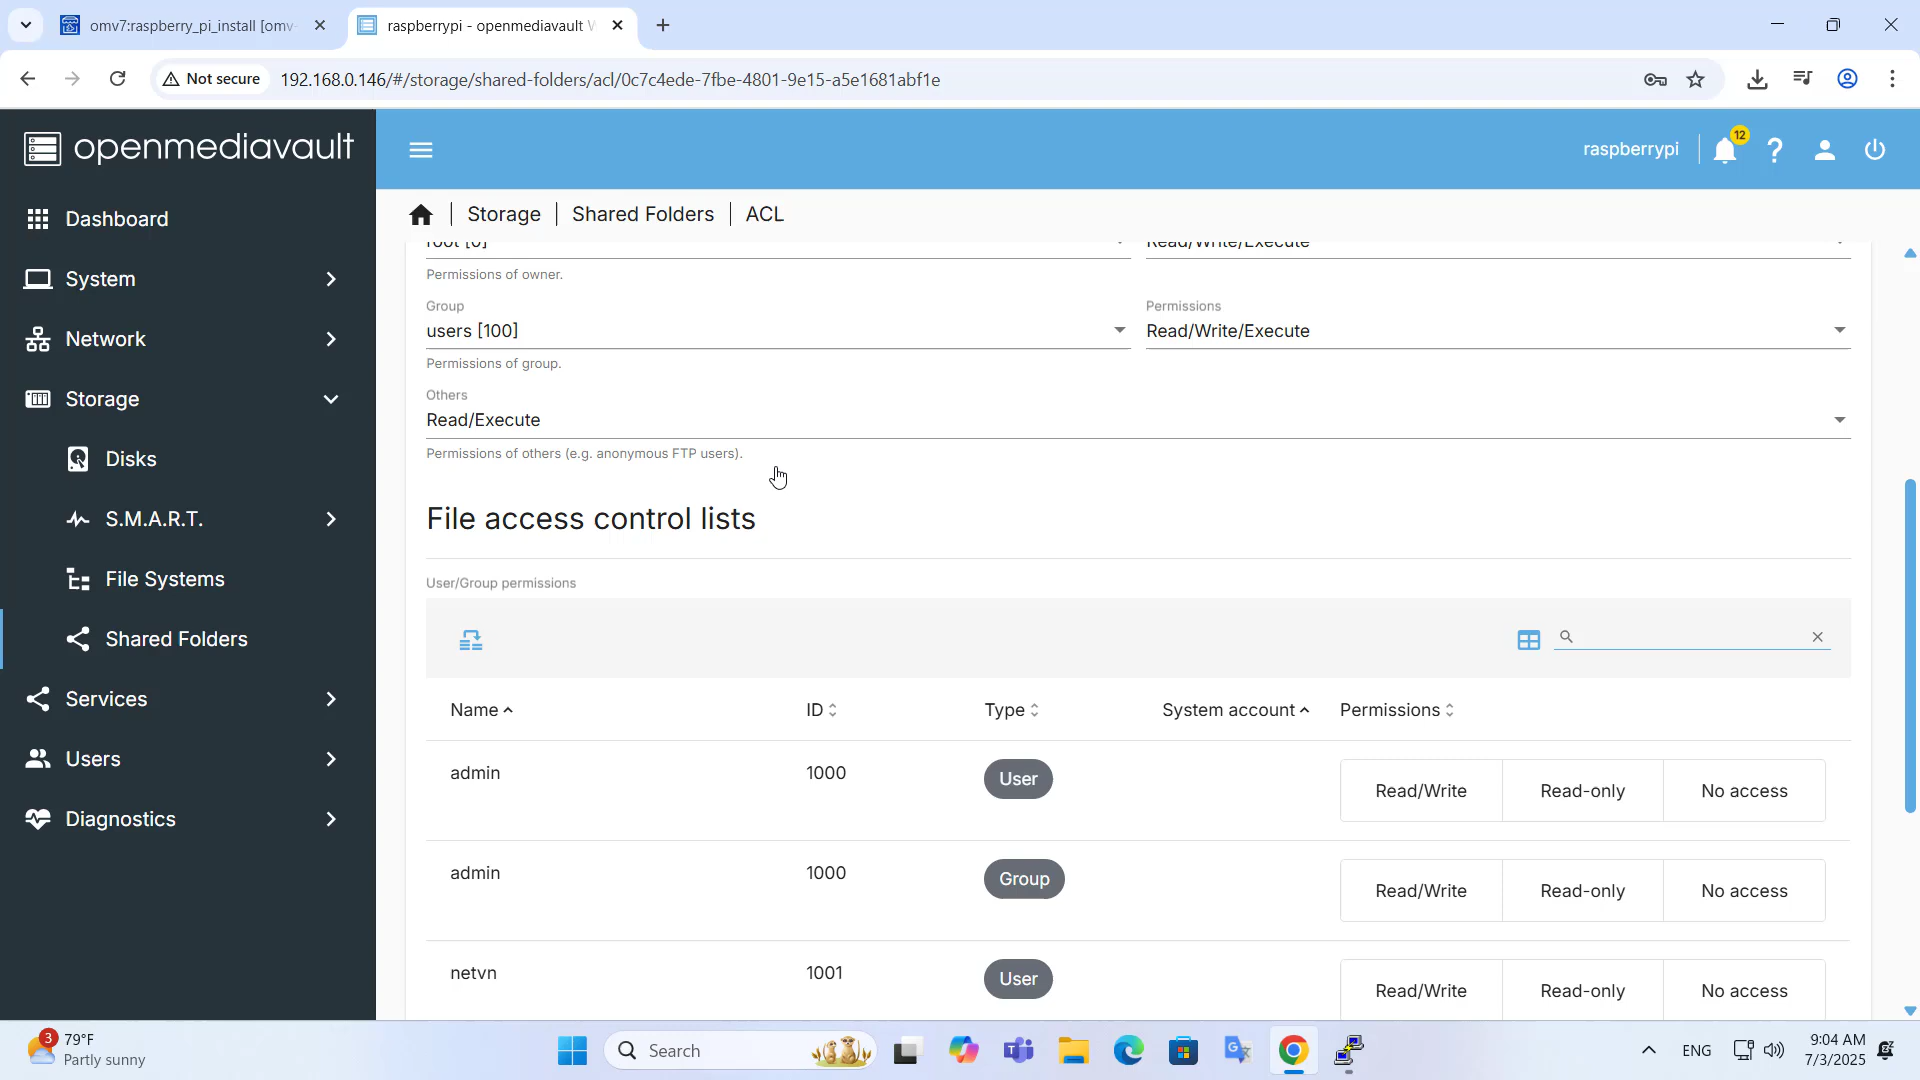 omv7:raspberry_pi_install [omv
raspberrypi - openmediavault W
Not secure
192.168.0.146/#/storage/shared-folders/acl/0c7c4ede-7fbe-4801-9e15-a5e1681abf1e
openmediavault
raspberrypi
12
?
Dashboard
System
Network
Storage
Disks
S.M.A.R.T.
File Systems
Shared Folders
Services
Users
Diagnostics
Storage | Shared Folders | ACL
root [0]
Read/Write/Execute
Permissions of owner.
Group
Permissions
users [100]
Read/Write/Execute
Permissions of group.
Others
Read/Execute
Permissions of others (e.g. anonymous FTP users).
File access control lists
User/Group permissions
Name
ID
Type
System account
Permissions
admin
1000
User
Read/Write
Read-only
No access
admin
1000
Group
Read/Write
Read-only
No access
netvn
1001
User
Read/Write
Read-only
No access
3
79°F
Partly sunny
Search
ENG
9:04 AM
7/3/2025